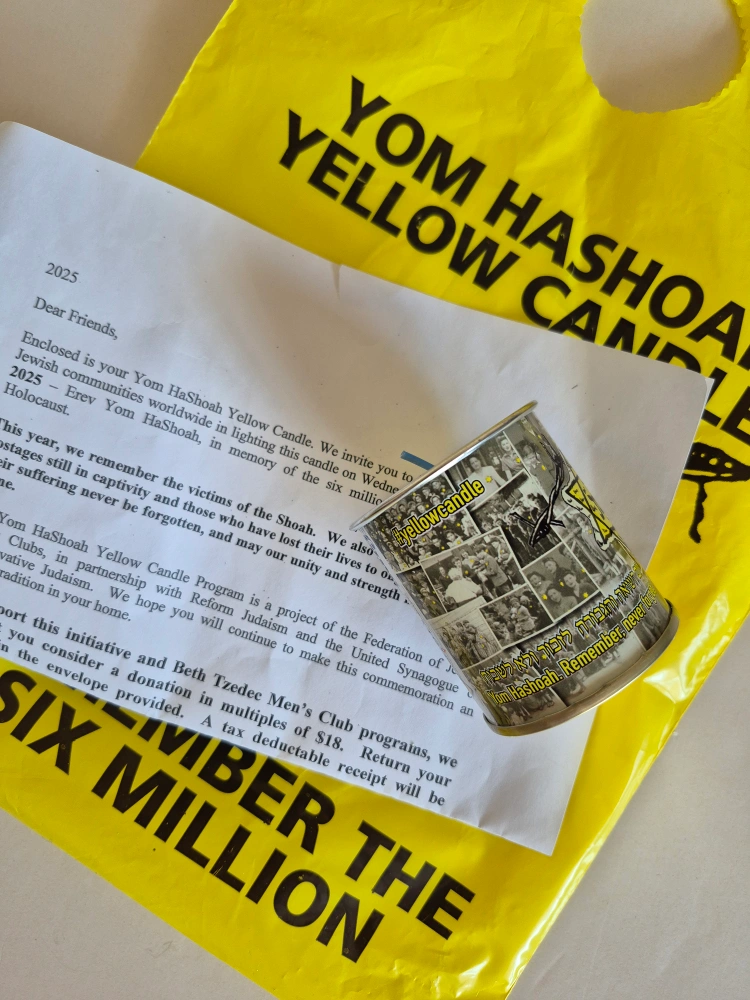 YOM HASHOA
YELLOW CANDLE
2025
Dear Friends,
Enclosed is your Yom HaShoah Yellow Candle. We invite you to
Jewish communities worldwide in lighting this candle on Wedne
2025 – Erev Yom HaShoah, in memory of the six millio
Holocaust.
This year, we remember the victims of the Shoah. We also
ostages still in captivity and those who have lost their lives to
eir suffering never be forgotten, and may our unity and strength
me.
Yom HaShoah Yellow Candle Program is a project of the Federation of J
Clubs, in partnership with Reform Judaism and the United Synagogue
vative Judaism. We hope you will continue to make this commemoration an
radition in your home.
port this initiative and Beth Tzedec Men's Club programs, we
you consider a donation in multiples of $18. Return your
in the envelope provided. A tax deductable receipt will be
#yellowcandle
לזכור ולא לשכוח
Yom Hashoah. Remember, never
EMBER THE
SIX MILLION